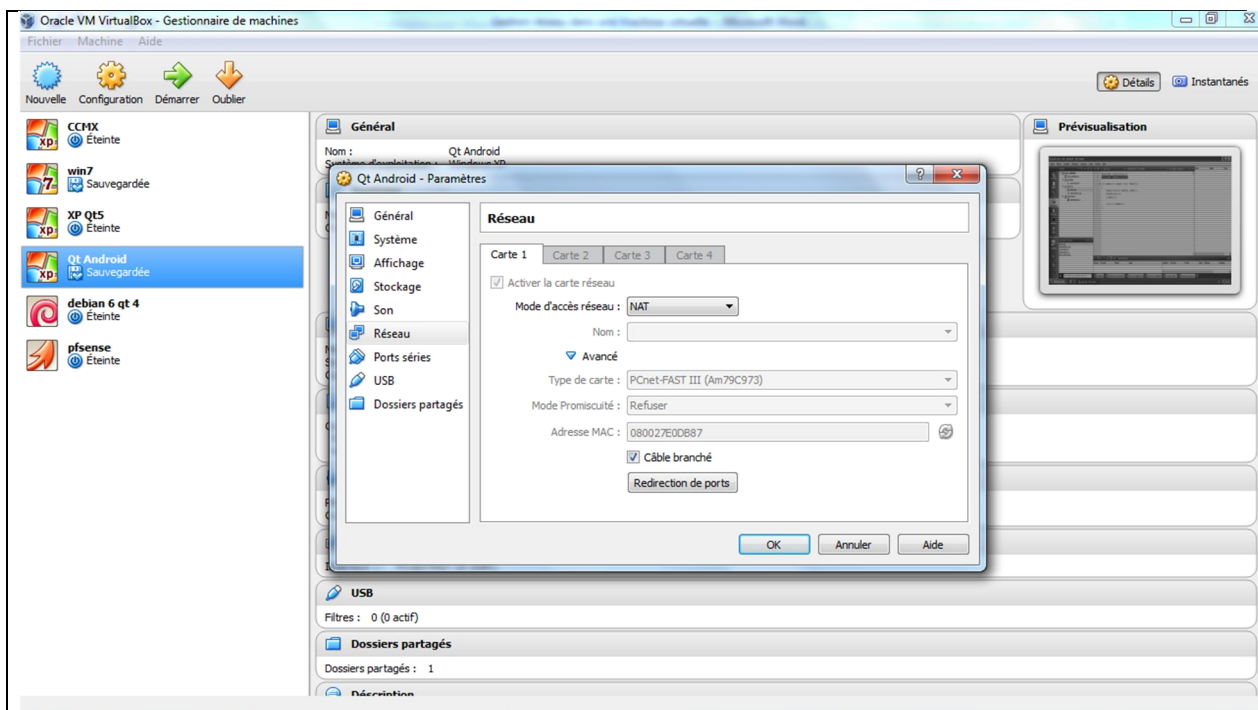 Oracle VM VirtualBox - Gestionnaire de machines
Fichier Machine Aide
Nouvelle Configuration Démarrer Oublier
Détails Instantanés
CCMX
Éteinte
win7
Sauvegardée
XP Qt5
Éteinte
Qt Android
Sauvegardée
debian 6 qt 4
Éteinte
pfsense
Éteinte
Général
Nom : Qt Android
Système d'exploitation : Windows XP
Prévisualisation
Qt Android - Paramètres
Général
Système
Affichage
Stockage
Son
Réseau
Ports séries
USB
Dossiers partagés
Réseau
Carte 1 Carte 2 Carte 3 Carte 4
Activer la carte réseau
Mode d'accès réseau : NAT
Nom :
Avancé
Type de carte : PCnet-FAST III (Am79C973)
Mode Promiscuité : Refuser
Adresse MAC : 080027E0DB87
Câble branché
Redirection de ports
OK Annuler Aide
USB
Filtres : 0 (0 actif)
Dossiers partagés
Dossiers partagés : 1
Déscription